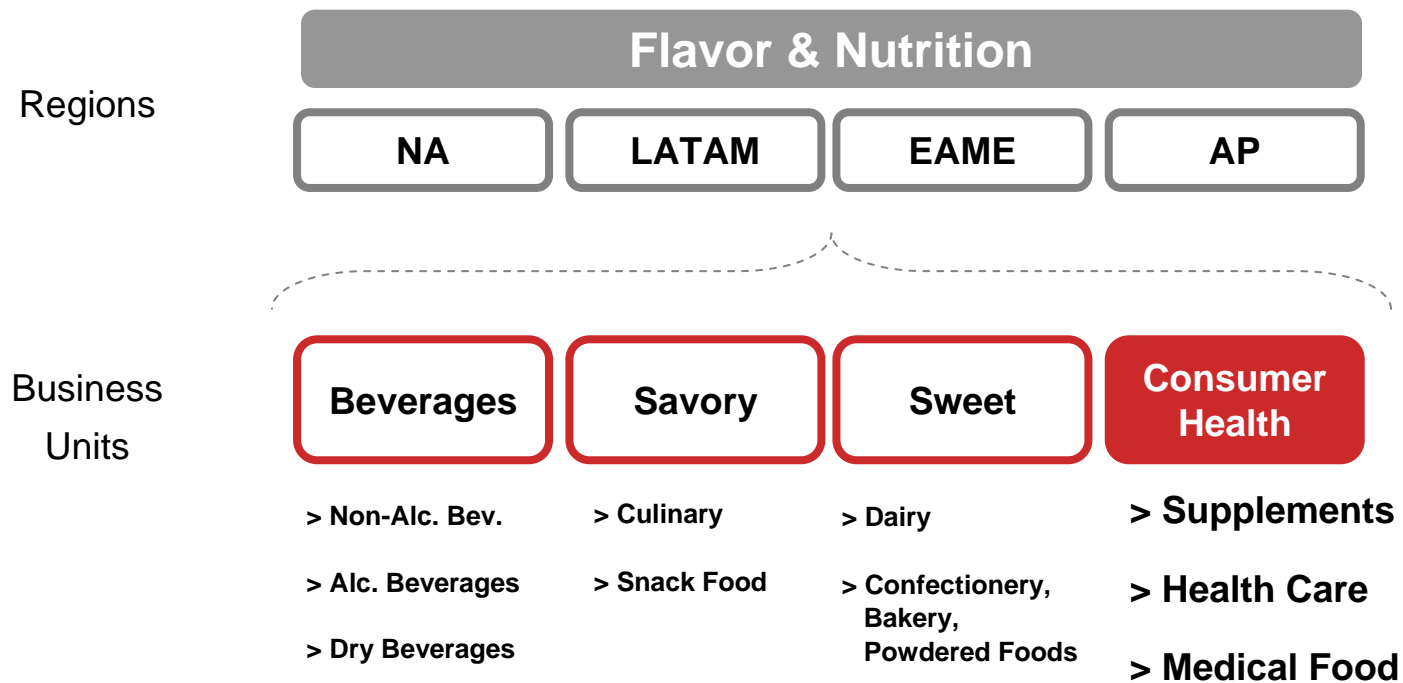 Flavor & Nutrition
Regions
NA
LATAM
EAME
AP
Business
Units
Beverages
Savory
Sweet
Consumer
Health
> Non-Alc. Bev.
> Alc. Beverages
> Dry Beverages
> Culinary
> Snack Food
> Dairy
> Confectionery,
Bakery,
Powdered Foods
> Supplements
> Health Care
> Medical Food